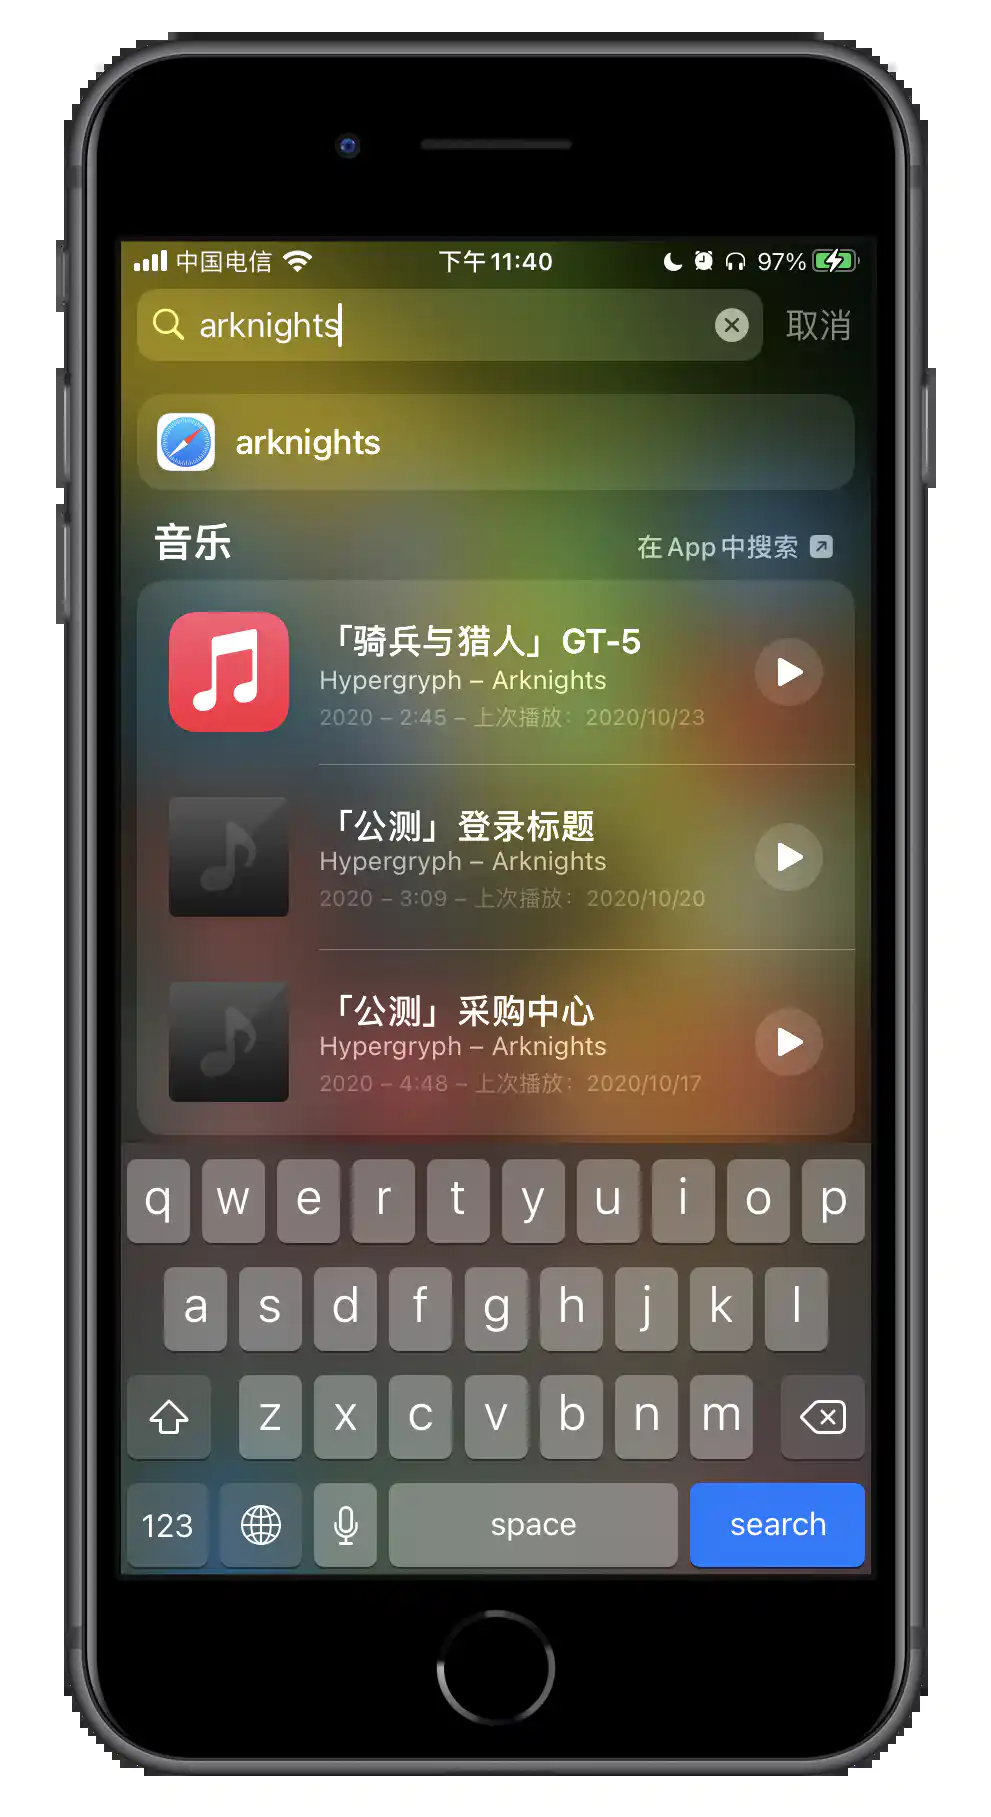 中国电信 下午11:40 97%
arknights 取消
arknights
音乐 在App中搜索
「骑兵与猎人」GT-5
Hypergryph – Arknights
2020 – 2:45 – 上次播放：2020/10/23
「公测」登录标题
Hypergryph – Arknights
2020 – 3:09 – 上次播放：2020/10/20
「公测」采购中心
Hypergryph – Arknights
2020 – 4:48 – 上次播放：2020/10/17
q w e r t y u i o p
a s d f g h j k l
z x c v b n m
123 space search